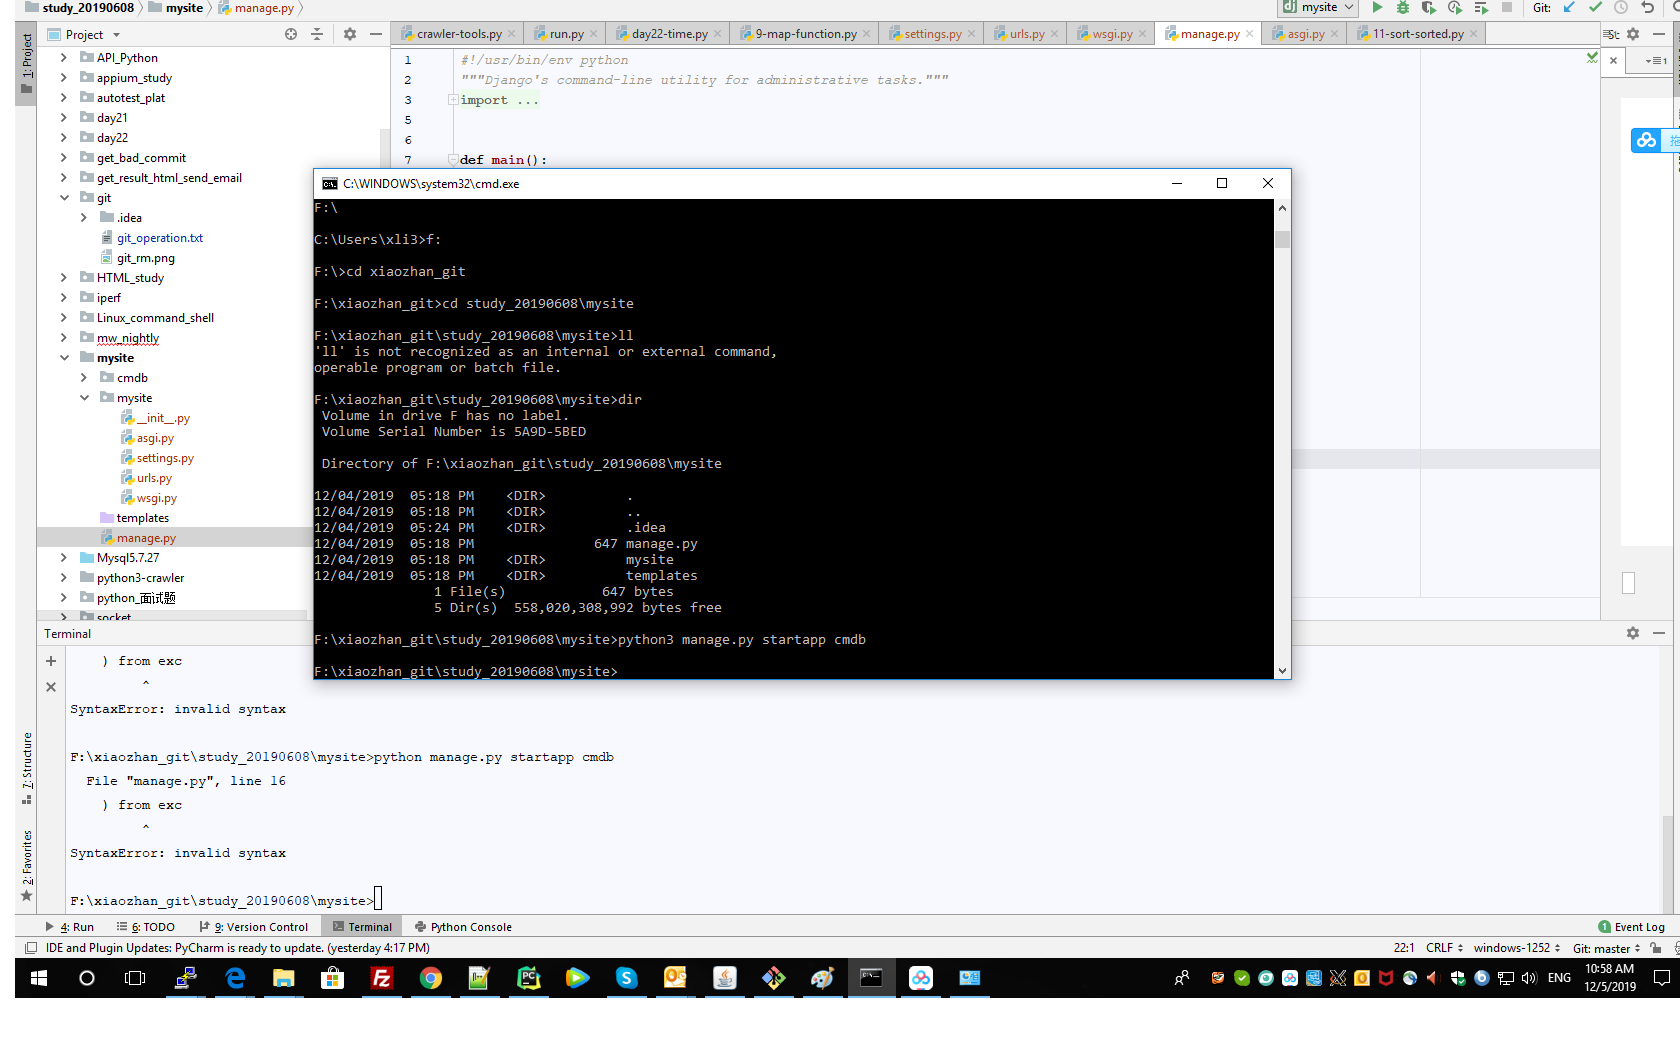 study_20190608 mysite manage.py
mysite Git:
Project
crawler-tools.py run.py day22-time.py 9-map-function.py settings.py urls.py wsgi.py manage.py asgi.py 11-sort-sorted.py
1: Project
API_Python
appium_study
autotest_plat
day21
day22
get_bad_commit
get_result_html_send_email
git
.idea
git_operation.txt
git_rm.png
HTML_study
iperf
Linux_command_shell
mw_nightly
mysite
cmdb
mysite
__init__.py
asgi.py
settings.py
urls.py
wsgi.py
templates
manage.py
Mysql5.7.27
python3-crawler
python_面试题
socket
1 #!/usr/bin/env python
2 """Django's command-line utility for administrative tasks."""
3 import ...
5
6
7 def main():
C:\WINDOWS\system32\cmd.exe
F:\
C:\Users\xli3>f:
F:\>cd xiaozhan_git
F:\xiaozhan_git>cd study_20190608\mysite
F:\xiaozhan_git\study_20190608\mysite>ll
'll' is not recognized as an internal or external command,
operable program or batch file.
F:\xiaozhan_git\study_20190608\mysite>dir
Volume in drive F has no label.
Volume Serial Number is 5A9D-5BED
Directory of F:\xiaozhan_git\study_20190608\mysite
12/04/2019 05:18 PM <DIR> .
12/04/2019 05:18 PM <DIR> ..
12/04/2019 05:24 PM <DIR> .idea
12/04/2019 05:18 PM 647 manage.py
12/04/2019 05:18 PM <DIR> mysite
12/04/2019 05:18 PM <DIR> templates
1 File(s) 647 bytes
5 Dir(s) 558,020,308,992 bytes free
F:\xiaozhan_git\study_20190608\mysite>python3 manage.py startapp cmdb
F:\xiaozhan_git\study_20190608\mysite>
Terminal
) from exc
^
SyntaxError: invalid syntax
F:\xiaozhan_git\study_20190608\mysite>python manage.py startapp cmdb
File "manage.py", line 16
) from exc
^
SyntaxError: invalid syntax
F:\xiaozhan_git\study_20190608\mysite>
7: Structure
2: Favorites
4: Run 6: TODO 9: Version Control Terminal Python Console 1 Event Log
IDE and Plugin Updates: PyCharm is ready to update. (yesterday 4:17 PM) 22:1 CRLF windows-1252 Git: master
ENG 10:58 AM
12/5/2019